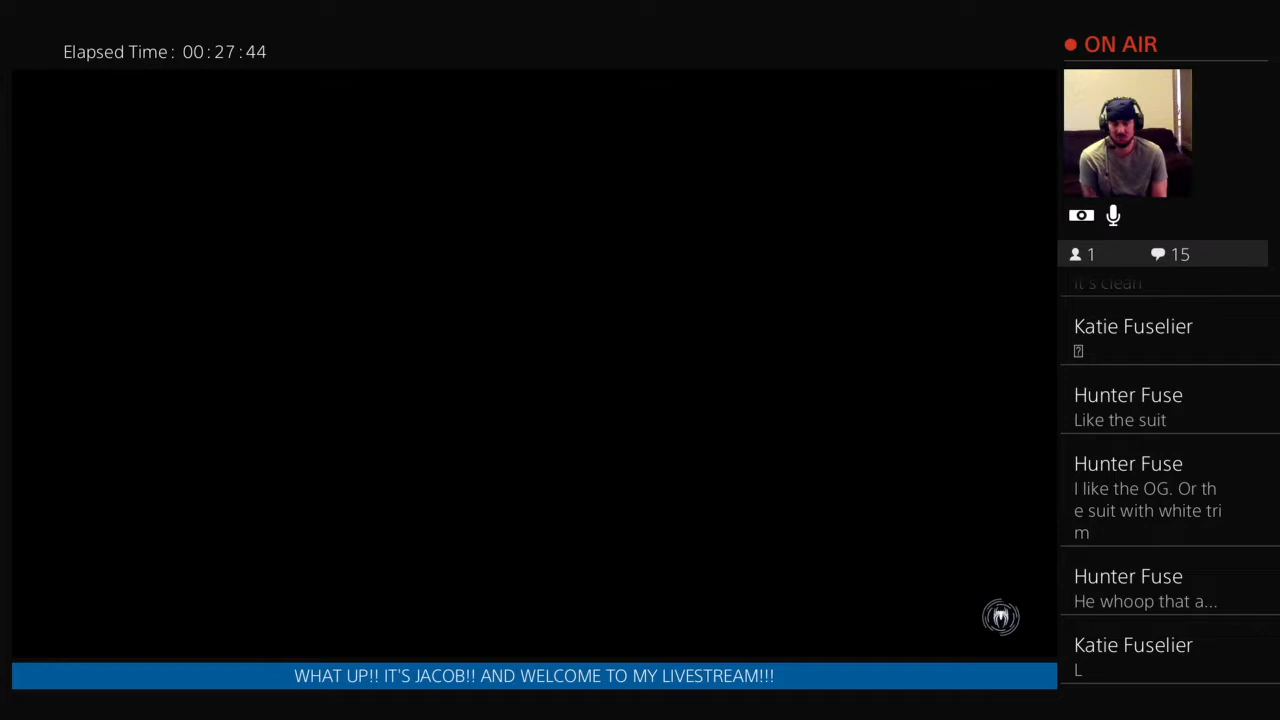 Elapsed Time: 00:27:44
ON AIR
1 15
It's clean
Katie Fuselier
Hunter Fuse
Like the suit
Hunter Fuse
I like the OG. Or th
e suit with white tri
m
Hunter Fuse
He whoop that a...
Katie Fuselier
L
WHAT UP!! IT'S JACOB!! AND WELCOME TO MY LIVESTREAM!!!